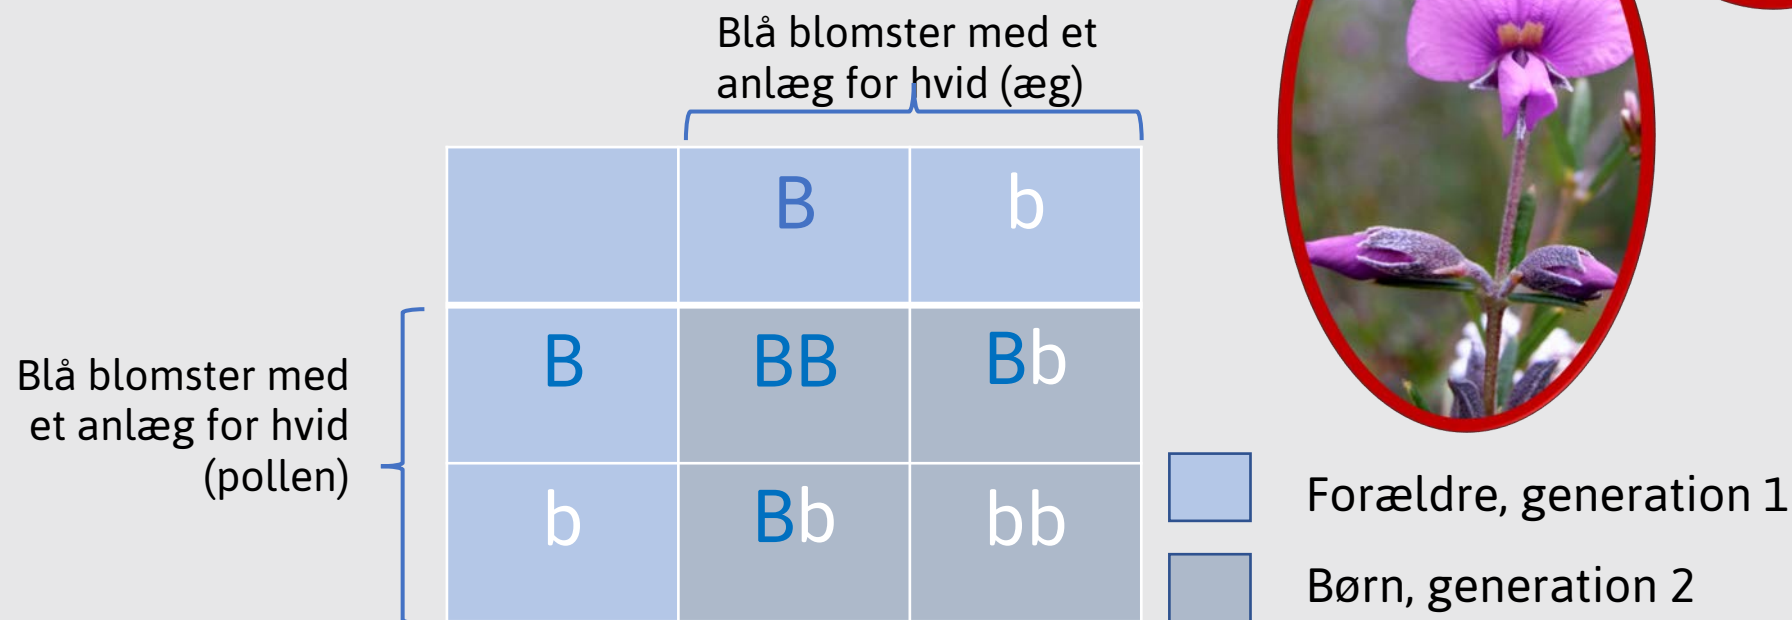 Blå blomster med et
anlæg for hvid (æg)
B b
B BB Bb
Blå blomster med
et anlæg for hvid
(pollen)
b Bb bb
Forældre, generation 1
Børn, generation 2